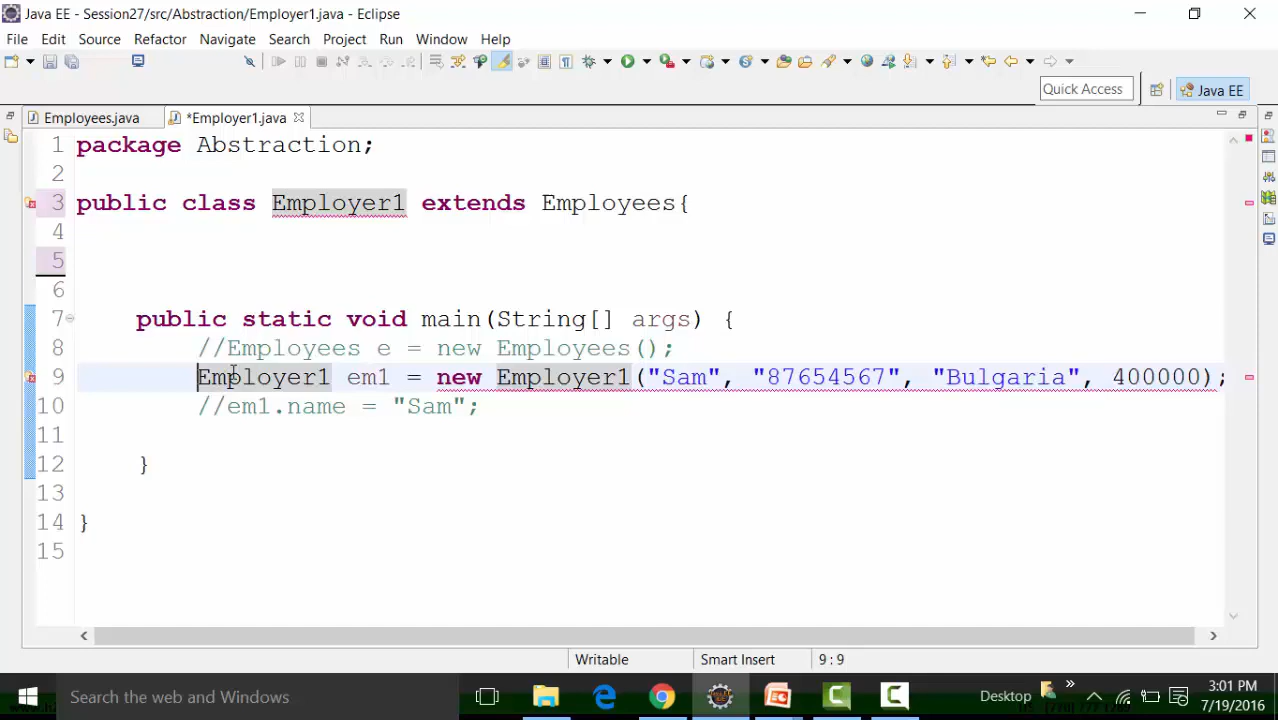 Java EE - Session27/src/Abstraction/Employer1.java - Eclipse
File Edit Source Refactor Navigate Search Project Run Window Help
Quick Access
Java EE
Employees.java
*Employer1.java
1 package Abstraction;
2
3 public class Employer1 extends Employees{
4
5
6
7 public static void main(String[] args) {
8 //Employees e = new Employees();
9 Employer1 em1 = new Employer1("Sam", "87654567", "Bulgaria", 400000);
10 //em1.name = "Sam";
11
12 }
13
14 }
15
Writable Smart Insert 9 : 9
Search the web and Windows
Desktop
3:01 PM
7/19/2016